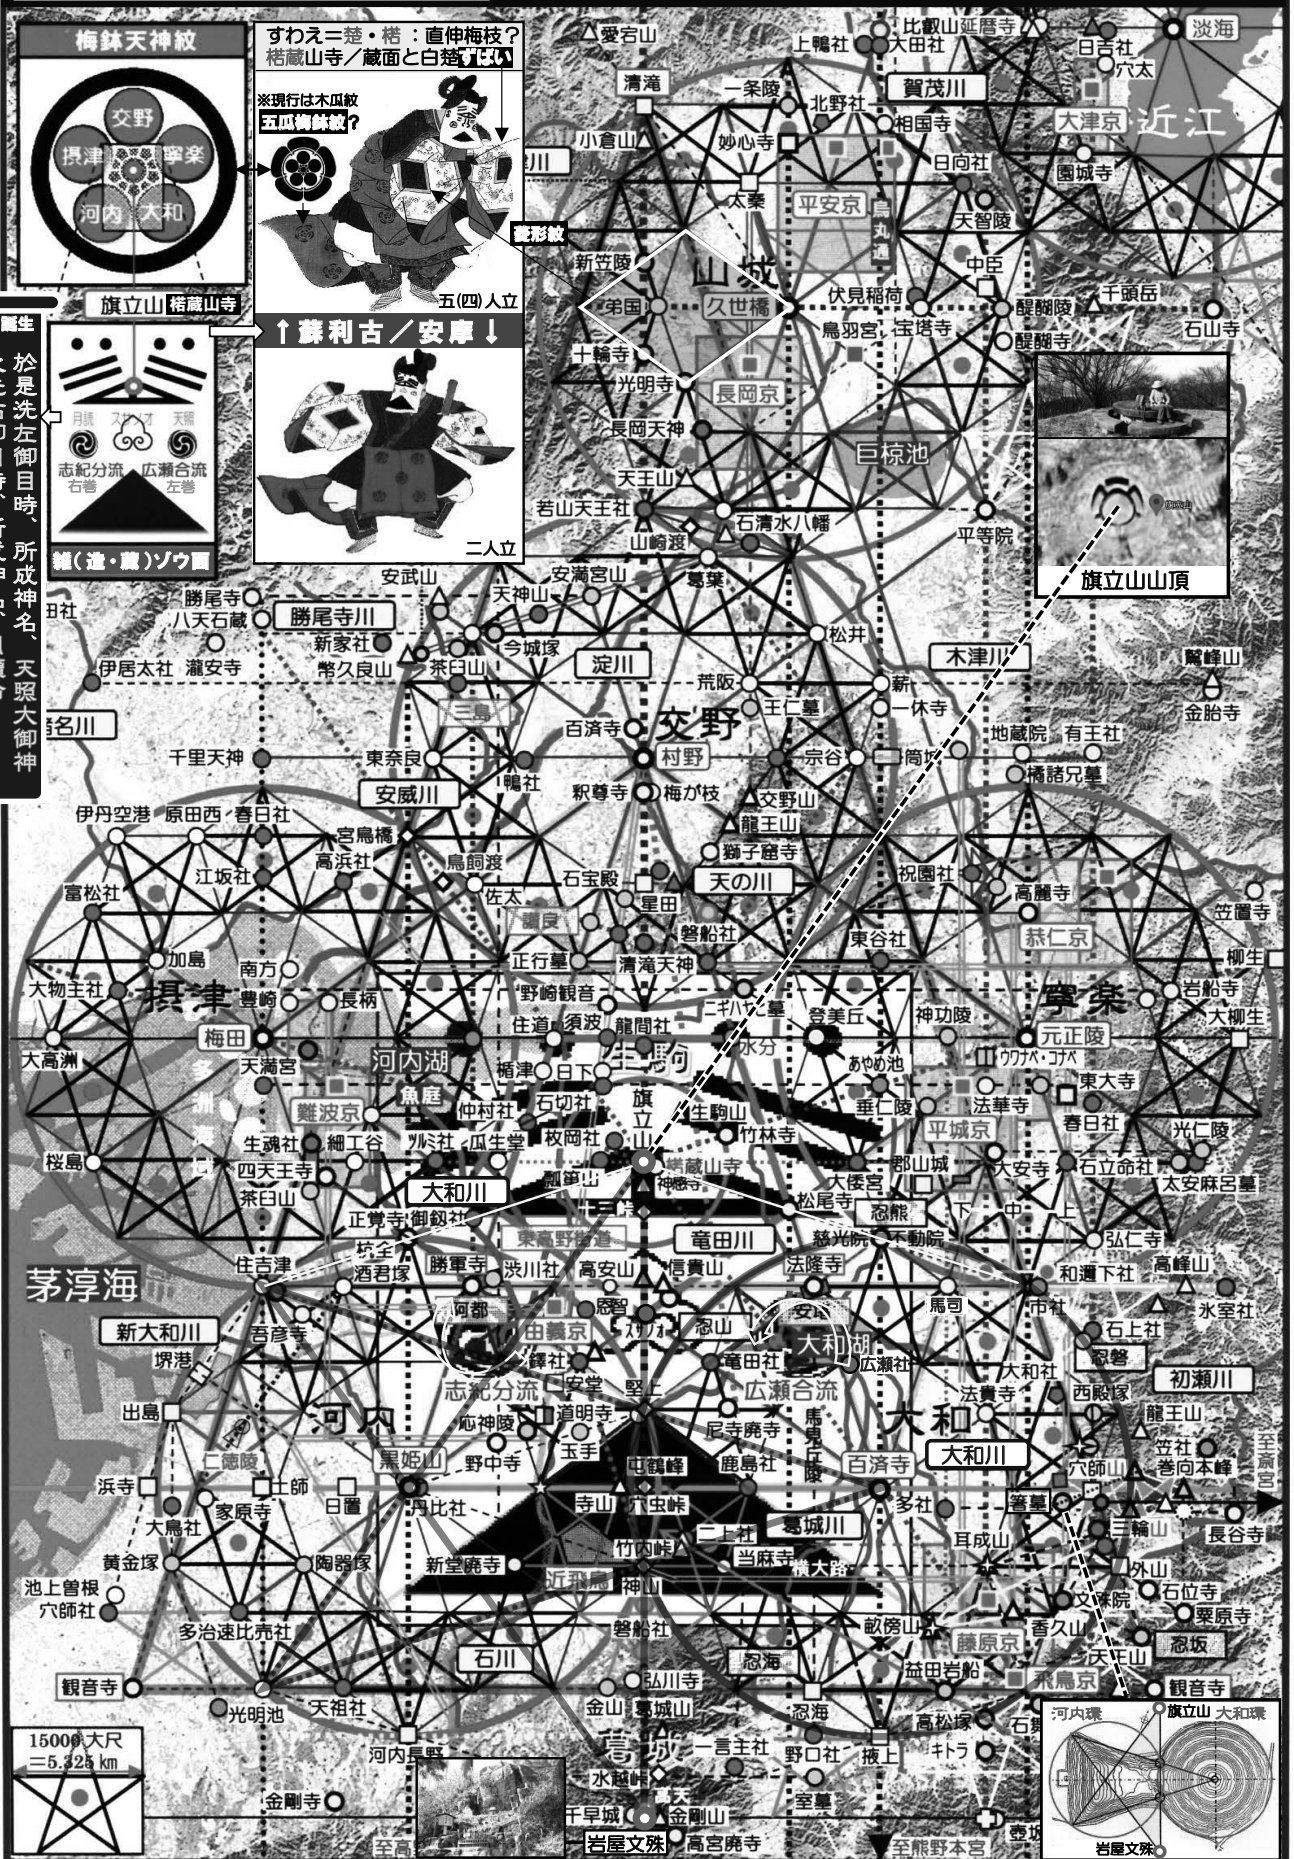 梅鉢天神紋
交野
摂津
寧楽
河内
大和
旗立山
楉蔵山寺
すわえ=楚・楉：直伸梅枝？
楉蔵山寺／蔵面と白楚ずばい
※現行は木瓜紋
五瓜梅鉢紋？
菱形紋
五(四)人立
↑蘇利古／安摩↓
二人立
誕生
於是洗左御目時、所成神名、天照大御神
月読
スサノオ
天照
志紀分流
広瀬合流
右巻
左巻
雑(造・蔵)ゾウ面
愛宕山
上鴨社
比叡山延暦寺
大田社
日吉社
淡海
穴太
清滝
一条陵
北野社
賀茂川
相国寺
大津京
近江
小倉山
妙心寺
日向社
園城寺
太秦
平安京
烏丸道
天智陵
新笠陵
山城
中臣
弟国
久世橋
伏見稲荷
醍醐陵
千頭岳
鳥羽宮
宝塔寺
石山寺
醍醐寺
十輪寺
光明寺
長岡京
長岡天神
巨椋池
天王山
若山天王社
石清水八幡
山崎渡
平等院
旗立山山頂
葛葉
安武山
安満宮山
勝尾寺
天神山
八天石蔵
勝尾寺川
新家社
今城塚
松井
伊居太社
瀧安寺
幣久良山
茶臼山
淀川
木津川
鷲峰山
荒阪
薪
金胎寺
三島
百済寺
交野
王仁墓
一休寺
地蔵院
有王社
千里天神
東奈良
鴨社
村野
宗谷
橘諸兄墓
安威川
釈尊寺
梅が枝
交野山
伊丹空港
原田西
春日社
宮鳥橋
龍王山
高浜社
鳥飼渡
獅子窟寺
江坂社
石宝殿
天の川
祝園社
富松社
佐太
星田
高麗寺
笠置寺
讃良
磐船社
東谷社
恭仁京
加島
南方
正行墓
清滝天神
柳生
大物主社
摂津
豊崎
長柄
野崎観音
ニギハヤヒ墓
登美丘
神功陵
寧楽
岩船寺
住道
須波
龍間社
大柳生
梅田
生駒
水分
元正陵
大高洲
天満宮
河内湖
楯津
日下
あやめ池
ウワナベ・コナベ
魚庭
旗立山
東大寺
難波京
仲村社
石切社
生駒山
垂仁陵
法華寺
平城京
春日社
生魂社
細工谷
ツルミ社
瓜生堂
枚岡社
竹林寺
光仁陵
桜島
四天王寺
瓢箪山
楉蔵山寺
神感寺
大倭宮
郡山城
大安寺
石立命社
太安麻呂墓
茶臼山
大和川
松尾寺
正覚寺
御釼社
十三峠
忍熊
下
中
上
東高野街道
竜田川
慈光院
不動院
弘仁寺
住吉津
茅渟海
酒君塚
勝軍寺
渋川社
高安山
信貴山
法隆寺
和邇下社
高峰山
阿都
恩智
馬司
市社
氷室社
新大和川
吾彦寺
由義京
スサノオ
忍山
石上社
堺港
鐸社
竜田社
大和湖
広瀬社
忍磐
志紀分流
安堂
堅上
広瀬合流
大和社
初瀬川
出島
河内
応神陵
道明寺
法貴寺
西殿塚
龍王山
玉手
尼寺廃寺
馬見丘陵
大和
仁徳陵
大和川
笠社
至斎宮
黒姫山
野中寺
屯鶴峰
鹿島社
百済寺
穴師山
巻向本峰
浜寺
土師
日置
丹比社
寺山
穴虫峠
多社
箸墓
家原寺
大鳥社
二上社
葛城川
三輪山
長谷寺
耳成山
黄金塚
陶器塚
新堂廃寺
竹内峠
当麻寺
横大路
外山
池上曽根
近飛鳥
神山
石位寺
穴師社
文殊院
粟原寺
多治速比売社
磐船社
畝傍山
香久山
石川
忍海
藤原京
天王山
忍坂
観音寺
弘川寺
益田岩船
飛鳥京
観音寺
光明池
天祖社
金山
葛城山
忍海
15000大尺
=5.325 km
高松塚
河内長野
葛城
一言主社
野口社
掖上
キトラ
水越峠
金剛寺
高天
室墓
千早城
金剛山
岩屋文殊
高宮廃寺
至熊野本宮
河内環
旗立山
大和環
岩屋文殊